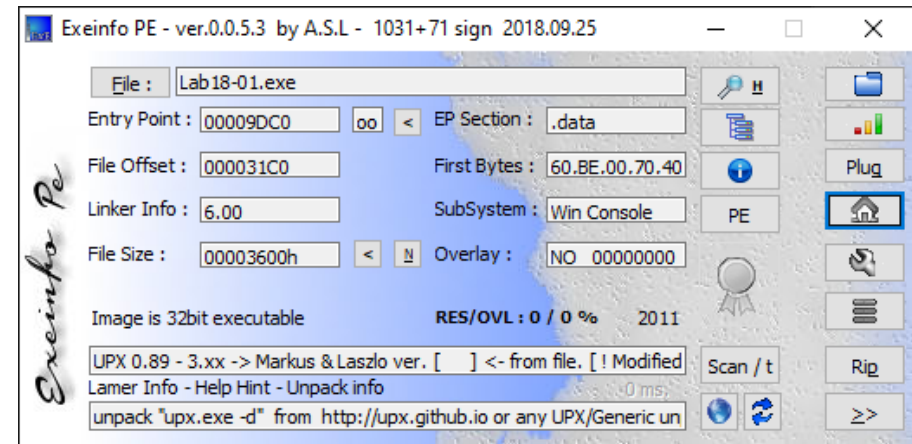 Exeinfo PE - ver.0.0.5.3 by A.S.L - 1031+71 sign 2018.09.25
Exeinfo Pe
File : Lab18-01.exe H
Entry Point : 00009DC0 oo < EP Section : .data
File Offset : 000031C0 First Bytes : 60.BE.00.70.40 Plug
Linker Info : 6.00 SubSystem : Win Console PE
File Size : 00003600h < N Overlay : NO 00000000
Image is 32bit executable RES/OVL : 0 / 0 % 2011
UPX 0.89 - 3.xx -> Markus & Laszlo ver. [ ] <- from file. [ ! Modified Scan / t Rip
Lamer Info - Help Hint - Unpack info 0 ms.
unpack "upx.exe -d" from http://upx.github.io or any UPX/Generic un >>